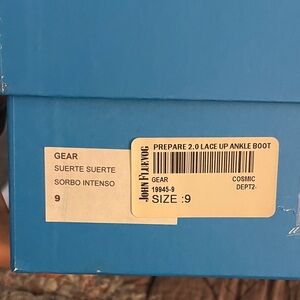 GEAR
SUERTE SUERTE
SORBO INTENSO
9
JOHN FLUEVOG
PREPARE 2.0 LACE UP ANKLE BOOT
GEAR COSMIC
19945-9 DEPT2-
SIZE :9